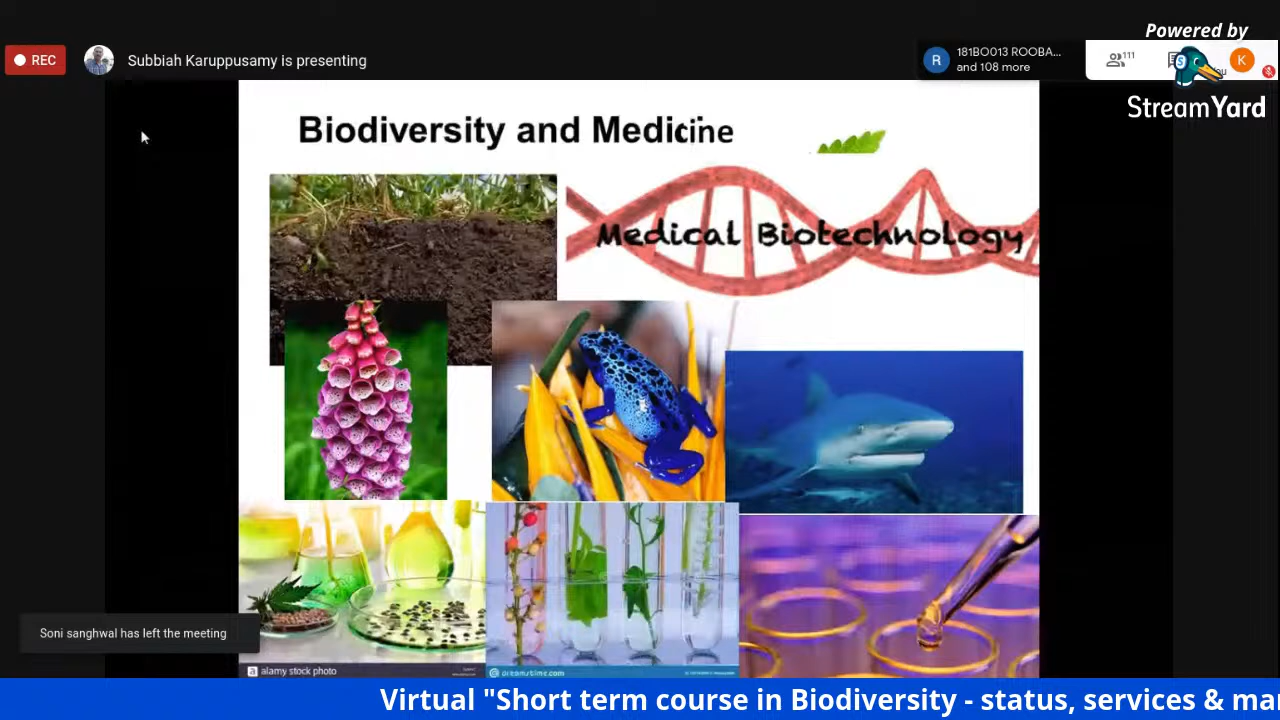 Powered by
REC
Subbiah Karuppusamy is presenting
R
181BO013 ROOBA...
and 108 more
111
K
StreamYard
Biodiversity and Medicine
Medical Biotechnology
Soni sanghwal has left the meeting
a alamy stock photo
dreamstime.com
Virtual "Short term course in Biodiversity - status, services & ma